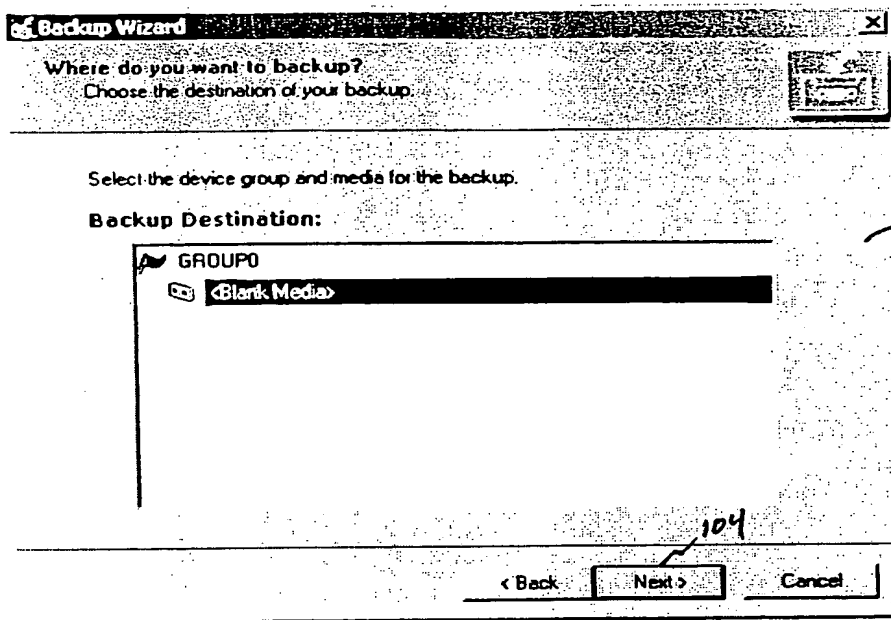 Backup Wizard
Where do you want to backup?
Choose the destination of your backup.
Select the device group and media for the backup.
Backup Destination:
GROUP0
<Blank Media>
104
< Back Next > Cancel